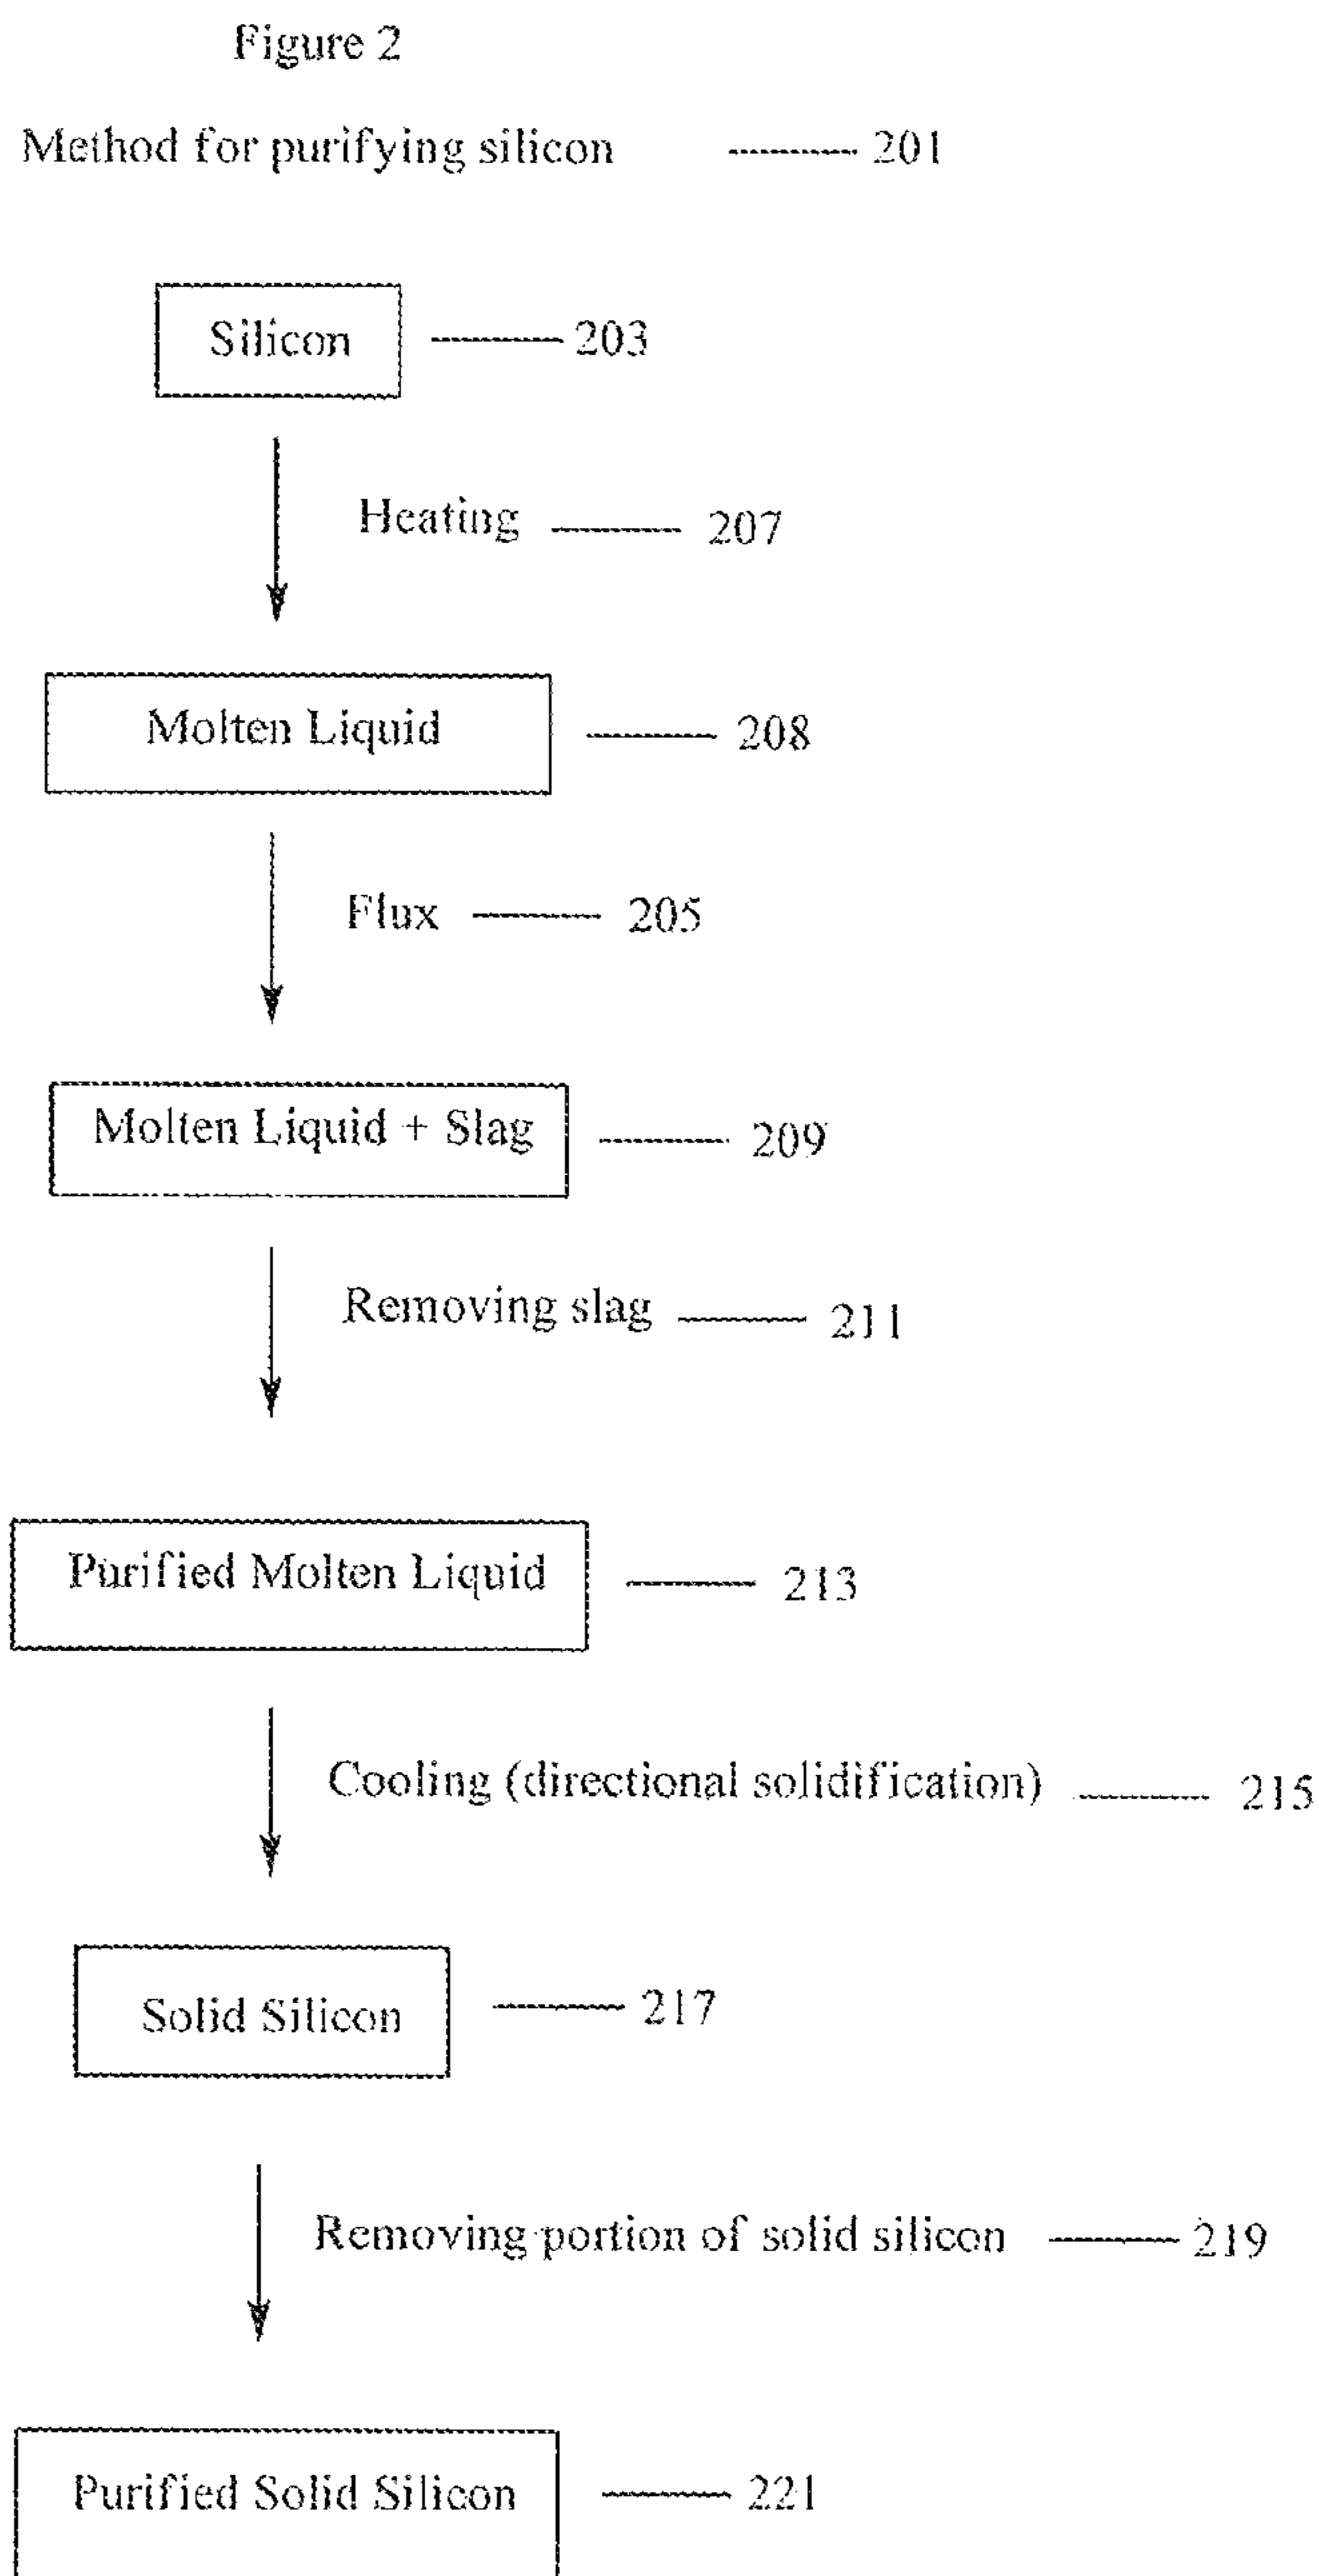 Figure 2
Method for purifying silicon 201
Silicon 203
Heating 207
Molten Liquid 208
Flux 205
Molten Liquid + Slag 209
Removing slag 211
Purified Molten Liquid 213
Cooling (directional solidification) 215
Solid Silicon 217
Removing portion of solid silicon 219
Purified Solid Silicon 221